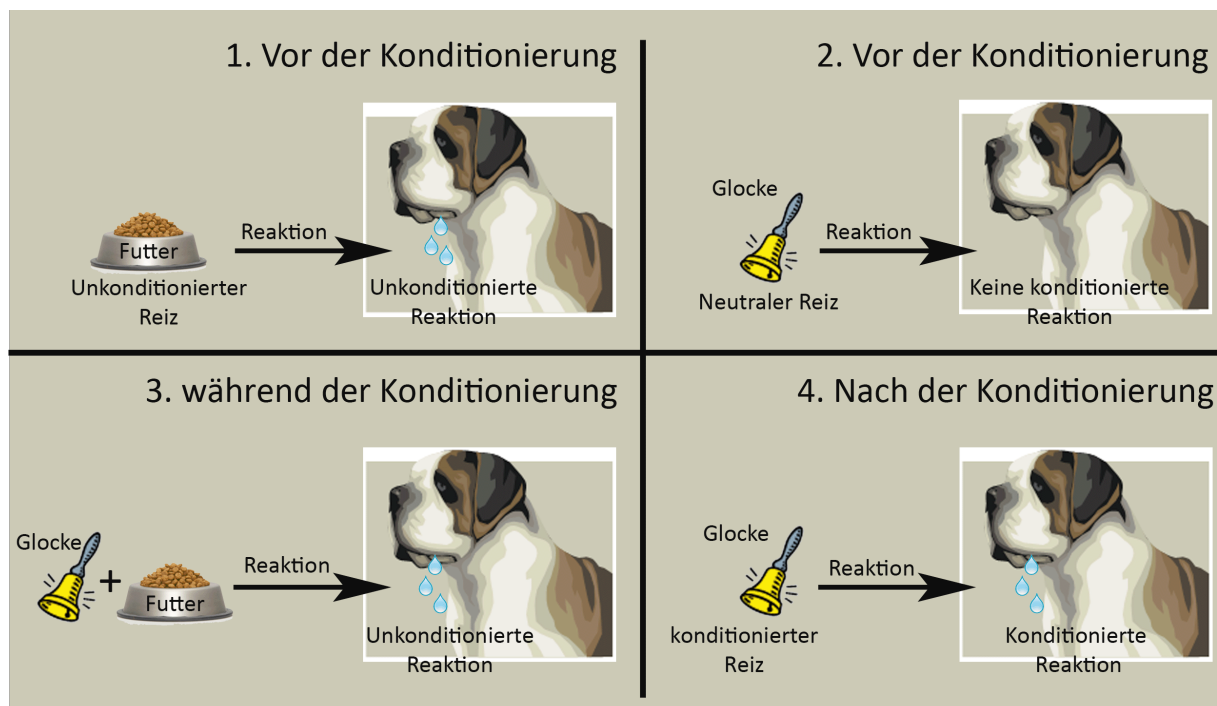 1. Vor der Konditionierung
Reaktion
Futter
Unkonditionierter
Reiz
Unkonditionierte
Reaktion
2. Vor der Konditionierung
Glocke
Reaktion
Neutraler Reiz
Keine konditionierte
Reaktion
3. während der Konditionierung
Glocke
+
Futter
Reaktion
Unkonditionierte
Reaktion
4. Nach der Konditionierung
Glocke
Reaktion
konditionierter
Reiz
Konditionierte
Reaktion